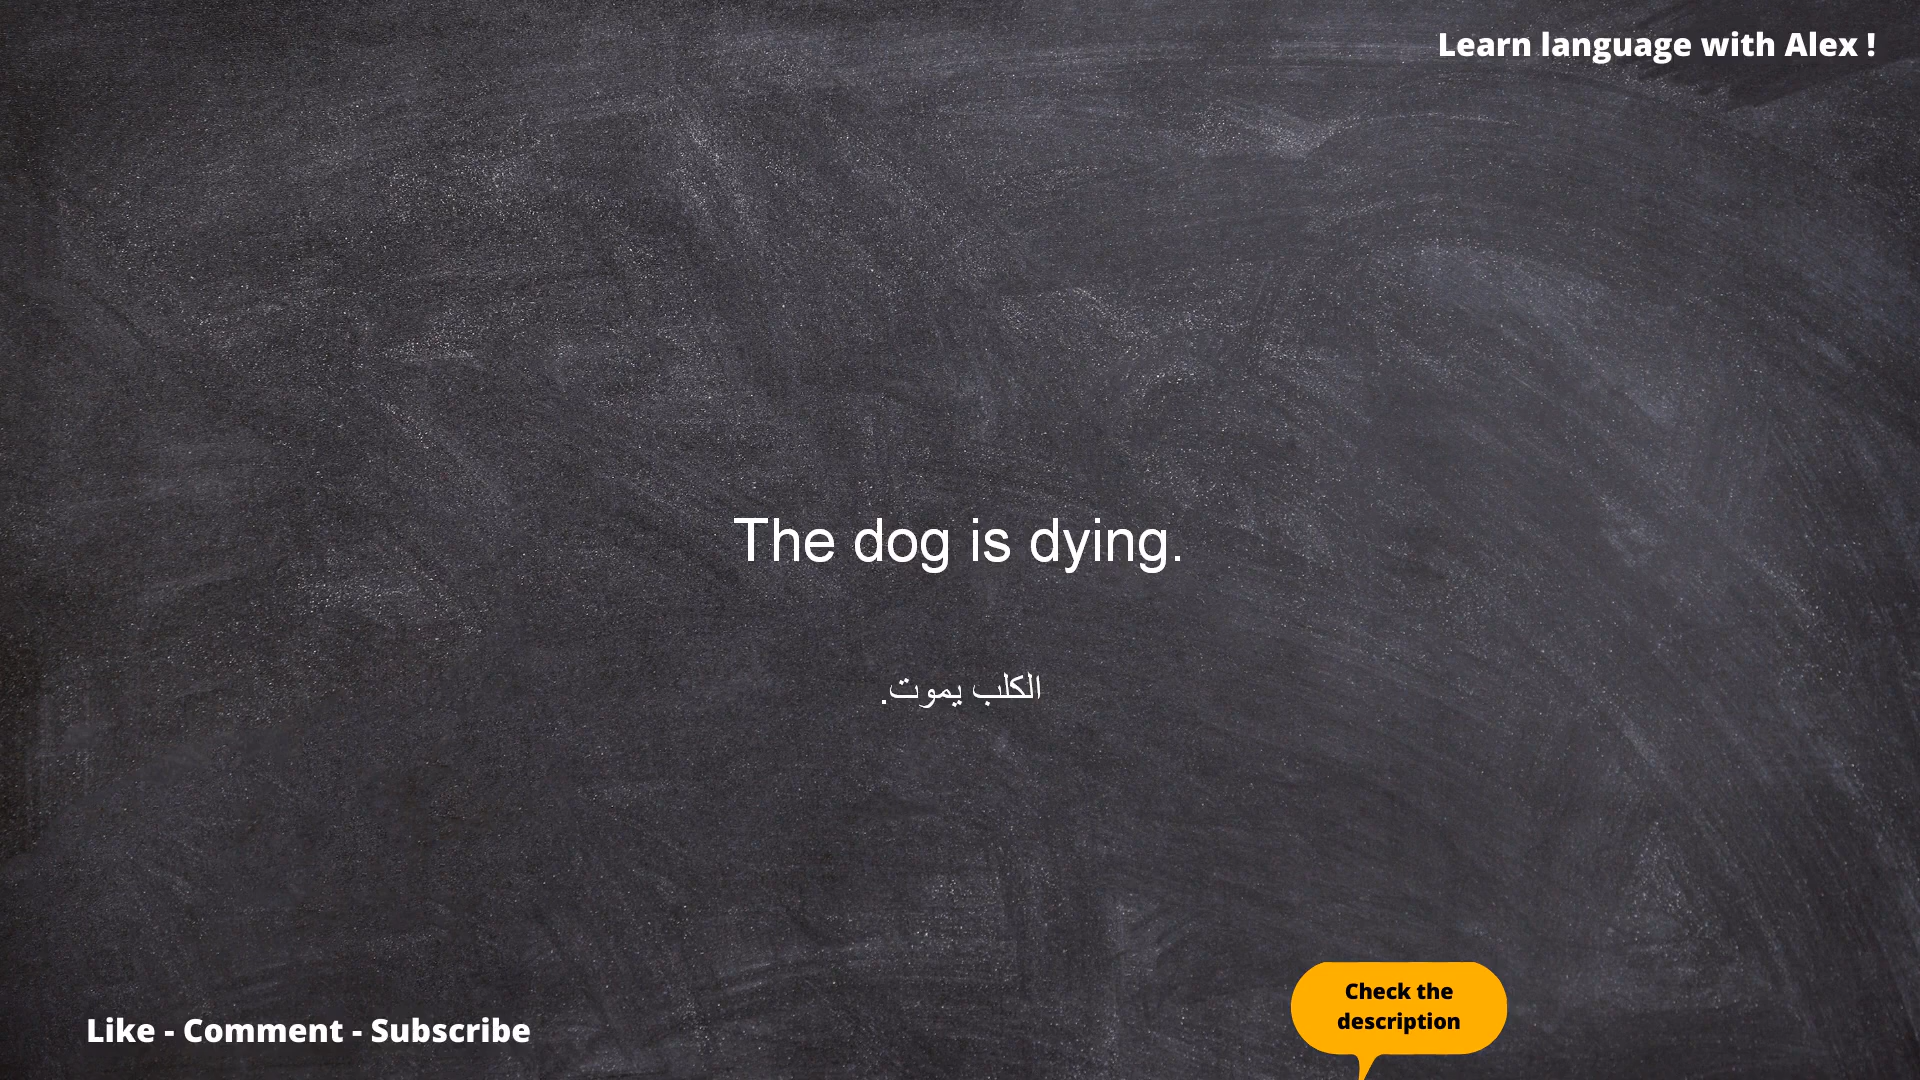 Learn language with Alex !
The dog is dying.
الكلب يموت.
Check the
description
Like - Comment - Subscribe